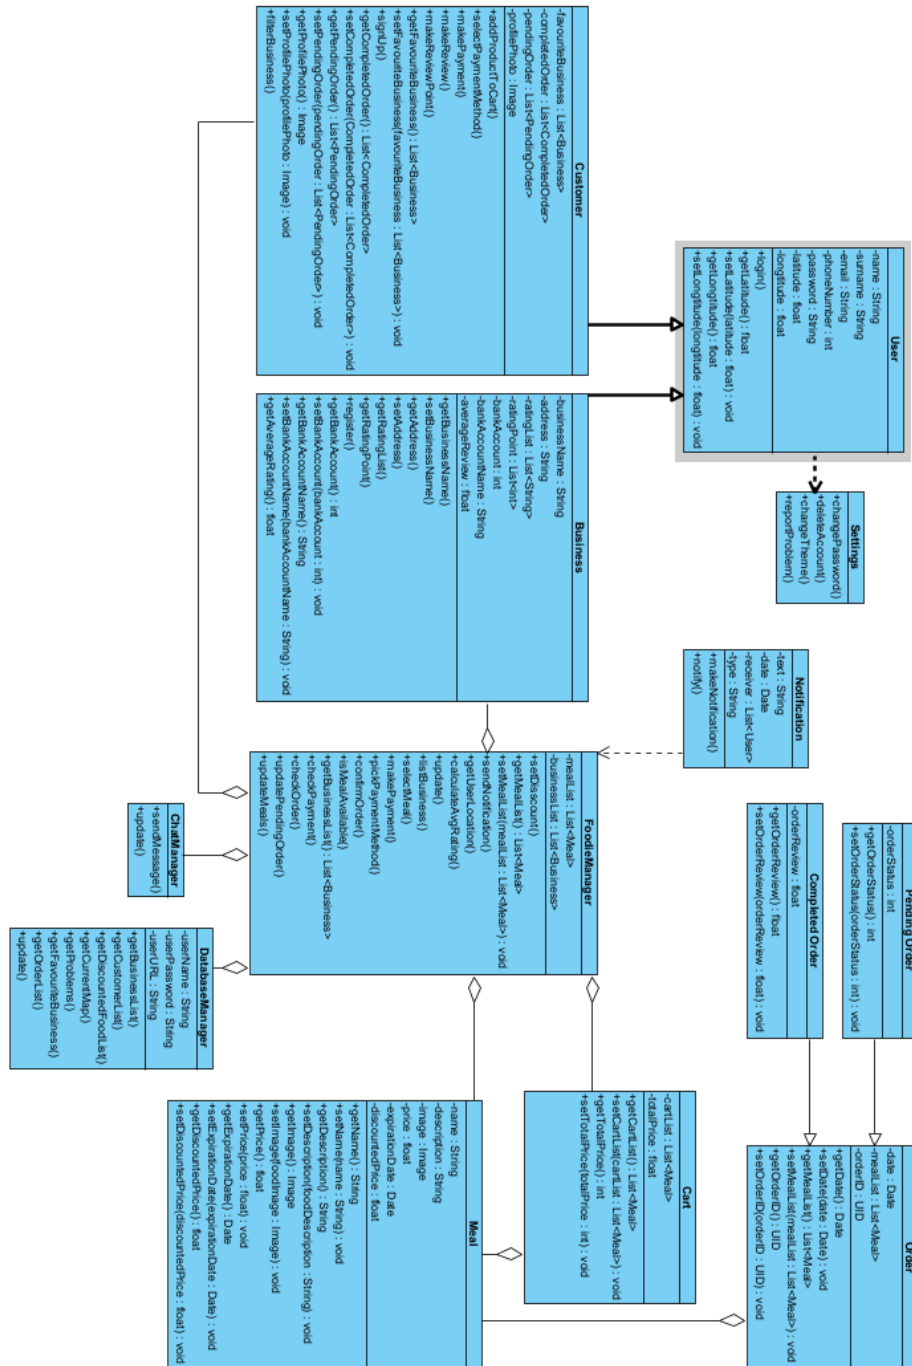 User
-name : String
-surname : String
-email : String
-phoneNumber : int
-password : String
-latitude : float
-longtitude : float
+login()
+getLatitude() : float
+setLatitude(latitude : float) : void
+getLongtitude() : float
+setLongtitude(longtitude : float) : void
Settings
+changePassword()
+deleteAccount()
+changeTheme()
+reportProblem()
Customer
-favouriteBusiness : List<Business>
-completedOrder : List<CompletedOrder>
-pendingOrder : List<PendingOrder>
-profilePhoto : Image
+addProductToCart()
+selectPaymentMethod()
+makePayment()
+makeReview()
+makeReviewPoint()
+getFavouriteBusiness() : List<Business>
+setFavouriteBusiness(favouriteBusiness : List<Business>) : void
+signUp()
+getCompletedOrder() : List<CompletedOrder>
+setCompletedOrder(CompletedOrder : List<CompletedOrder>) : void
+getPendingOrder() : List<PendingOrder>
+setPendingOrder(pendingOrder : List<PendingOrder>) : void
+getProfilePhoto() : Image
+setProfilePhoto(profilePhoto : Image) : void
+filterBusiness()
Business
-businessName : String
-address : String
-ratingList : List<String>
-ratingPoint : List<int>
-bankAccount : int
-bankAccountName : String
-averageReview : float
+getBusinessName()
+setBusinessName()
+getAddress()
+setAddress()
+getRatingList()
+getRatingPoint()
+register()
+getBankAccount() : int
+setBankAccount(bankAccount : int) : void
+getBankAccountName() : String
+setBankAccountName(bankAccountName : String) : void
+getAverageRating() : float
Notification
-text : String
-date : Date
-receiver : List<User>
-type : String
+makeNotification()
+notify()
FoodieManager
-mealList : List<Meal>
-businessList : List<Business>
+setDisscount()
+getMealList() : List<Meal>
+setMealList(mealList : List<Meal>) : void
+sendNotification()
+getUserLocation()
+calculateAvgRating()
+update()
+listBusiness()
+selectMeal()
+makePayment()
+pickPaymentMethod()
+confirmOrder()
+isMealAvailable()
+getBusinessList() : List<Business>
+checkPayment()
+checkOrder()
+updatePendingOrder()
+updateMeals()
ChatManager
+sendMessage()
+update()
DatabaseManager
-userName : String
-userPassword : String
-userURL : String
+getBusinessList()
+getCustomerList()
+getDiscountedFoodList()
+getCurrentMap()
+getProblems()
+getFavouriteBusiness()
+getOrderList()
+update()
Pending Order
-orderStatus : int
+getOrderStatus() : int
+setOrderStatus(orderStatus : int) : void
Completed Order
-orderReview : float
+getOrderReview() : float
+setOrderReview(orderReview : float) : void
Order
-date : Date
-mealList : List<Meal>
-orderID : UID
+getDate() : Date
+setDate(date : Date) : void
+getMealList() : List<Meal>
+setMealList(mealList : List<Meal>) : void
+getOrderID() : UID
+setOrderID(orderID : UID) : void
Cart
-cartList : List<Meal>
-totalPrice : float
+getCartList() : List<Meal>
+setCartList(cartList : List<Meal>) : void
+getTotalPrice() : int
+setTotalPrice(totalPrice : int) : void
Meal
-name : String
-description : String
-image : Image
-price : float
-expirationDate : Date
-discountedPrice : float
+getName() : String
+setName(name : String) : void
+getDescription() : String
+setDescription(foodDescription : String) : void
+getImage() : Image
+setImage(foodImage : Image) : void
+getPrice() : float
+setPrice(price : float) : void
+getExpirationDate() : Date
+setExpirationDate(expirationDate : Date) : void
+getDiscountedPrice() : float
+setDiscountedPrice(discountedPrice : float) : void